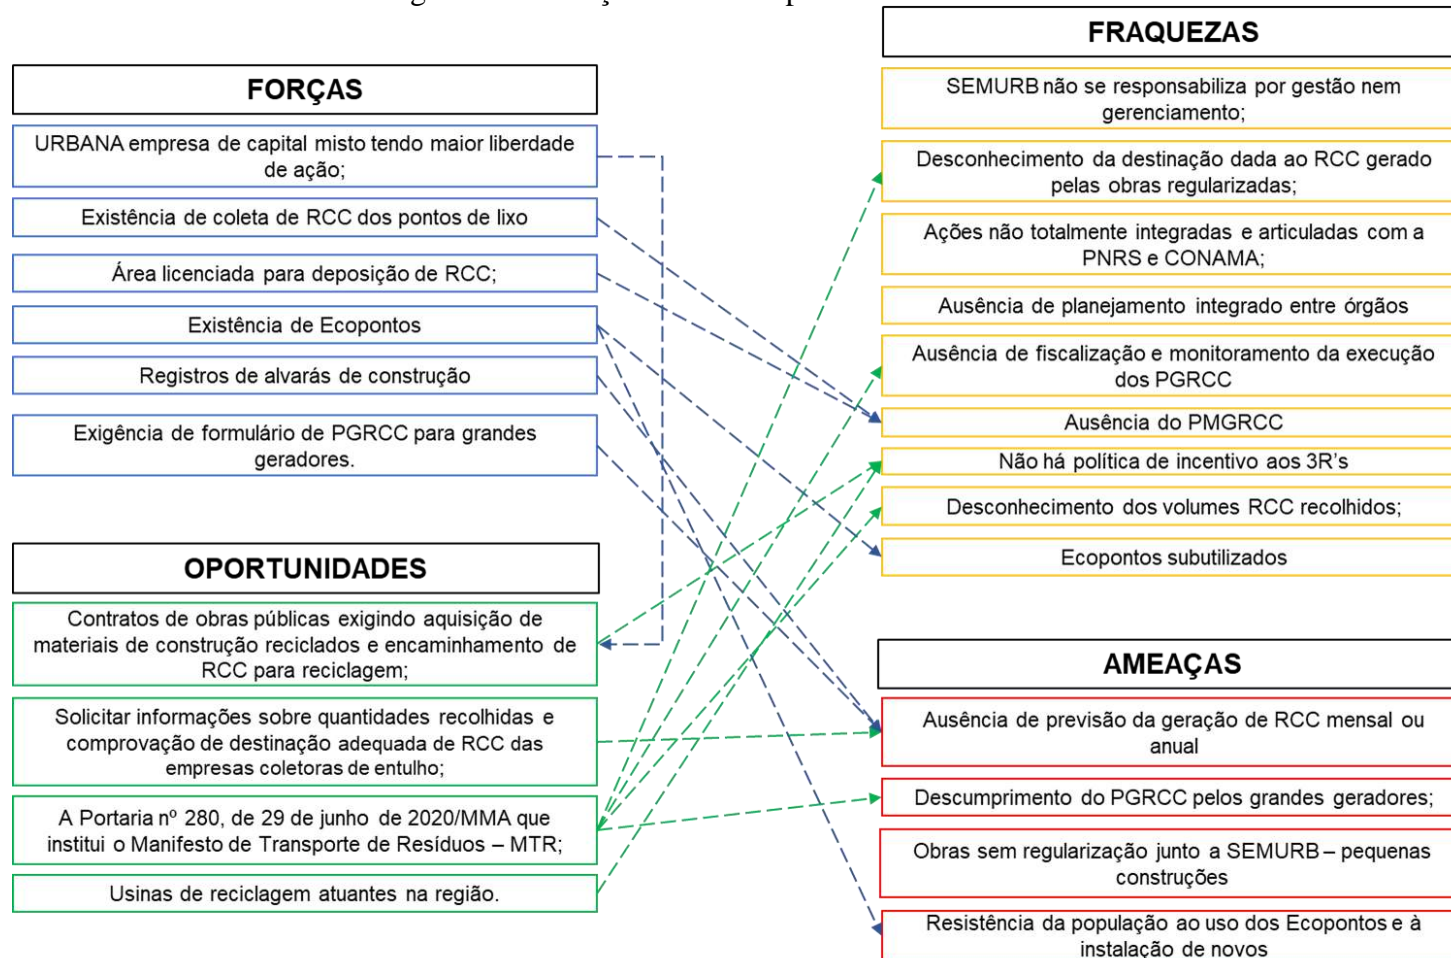 FORÇAS
URBANA empresa de capital misto tendo maior liberdade
de ação;
Existência de coleta de RCC dos pontos de lixo
Área licenciada para deposição de RCC;
Existência de Ecopontos
Registros de alvarás de construção
Exigência de formulário de PGRCC para grandes
geradores.
OPORTUNIDADES
Contratos de obras públicas exigindo aquisição de
materiais de construção reciclados e encaminhamento de
RCC para reciclagem;
Solicitar informações sobre quantidades recolhidas e
comprovação de destinação adequada de RCC das
empresas coletoras de entulho;
A Portaria nº 280, de 29 de junho de 2020/MMA que
institui o Manifesto de Transporte de Resíduos – MTR;
Usinas de reciclagem atuantes na região.
FRAQUEZAS
SEMURB não se responsabiliza por gestão nem
gerenciamento;
Desconhecimento da destinação dada ao RCC gerado
pelas obras regularizadas;
Ações não totalmente integradas e articuladas com a
PNRS e CONAMA;
Ausência de planejamento integrado entre órgãos
Ausência de fiscalização e monitoramento da execução
dos PGRCC
Ausência do PMGRCC
Não há política de incentivo aos 3R's
Desconhecimento dos volumes RCC recolhidos;
Ecopontos subutilizados
AMEAÇAS
Ausência de previsão da geração de RCC mensal ou
anual
Descumprimento do PGRCC pelos grandes geradores;
Obras sem regularização junto a SEMURB – pequenas
construções
Resistência da população ao uso dos Ecopontos e à
instalação de novos